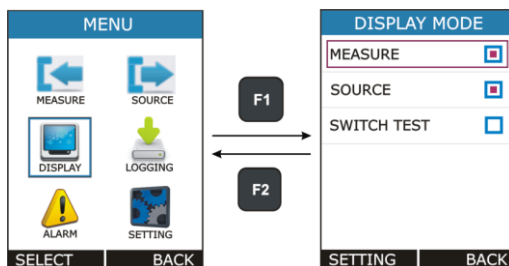 MENU
MEASURE
SOURCE
DISPLAY
LOGGING
ALARM
SETTING
SELECT BACK
F1
F2
DISPLAY MODE
MEASURE
SOURCE
SWITCH TEST
SETTING BACK